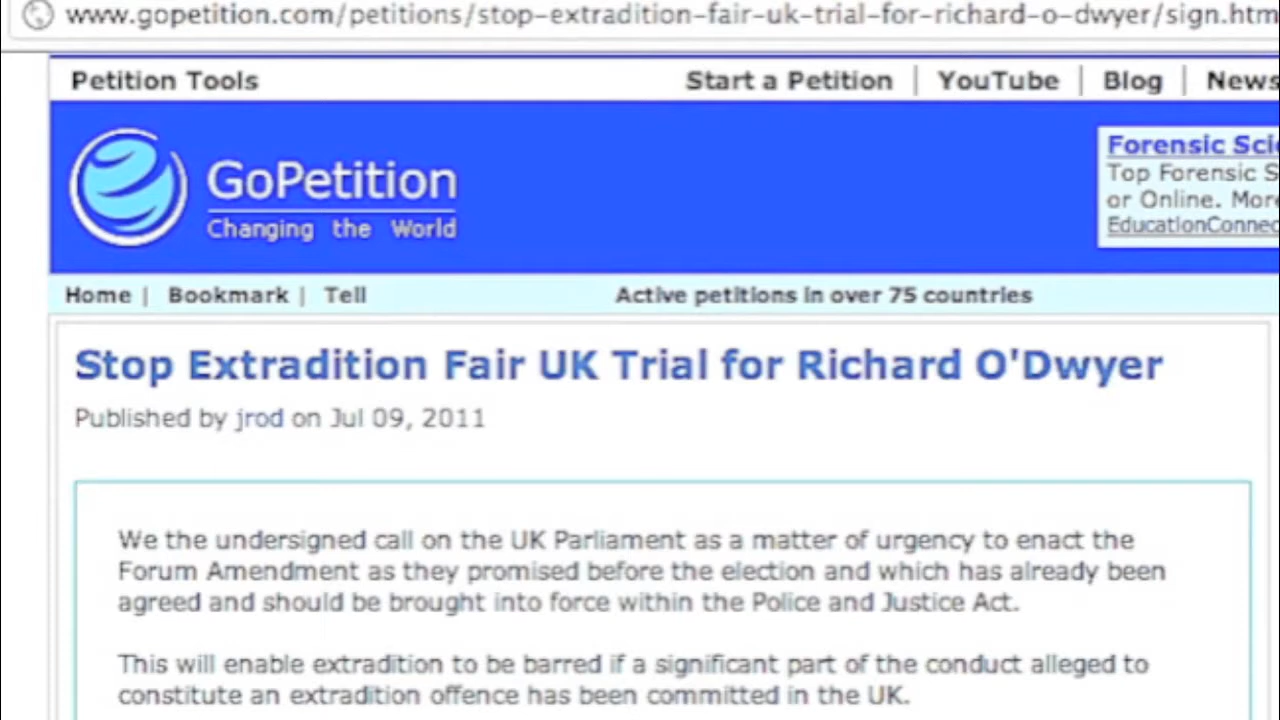 www.gopetition.com/petitions/stop-extradition-fair-uk-trial-for-richard-o-dwyer/sign.htm
Petition Tools
Start a Petition | YouTube | Blog | News
GoPetition
Changing the World
Forensic Scie
Top Forensic S
or Online. More
EducationConnec
Home | Bookmark | Tell
Active petitions in over 75 countries
Stop Extradition Fair UK Trial for Richard O'Dwyer
Published by jrod on Jul 09, 2011
We the undersigned call on the UK Parliament as a matter of urgency to enact the
Forum Amendment as they promised before the election and which has already been
agreed and should be brought into force within the Police and Justice Act.
This will enable extradition to be barred if a significant part of the conduct alleged to
constitute an extradition offence has been committed in the UK.